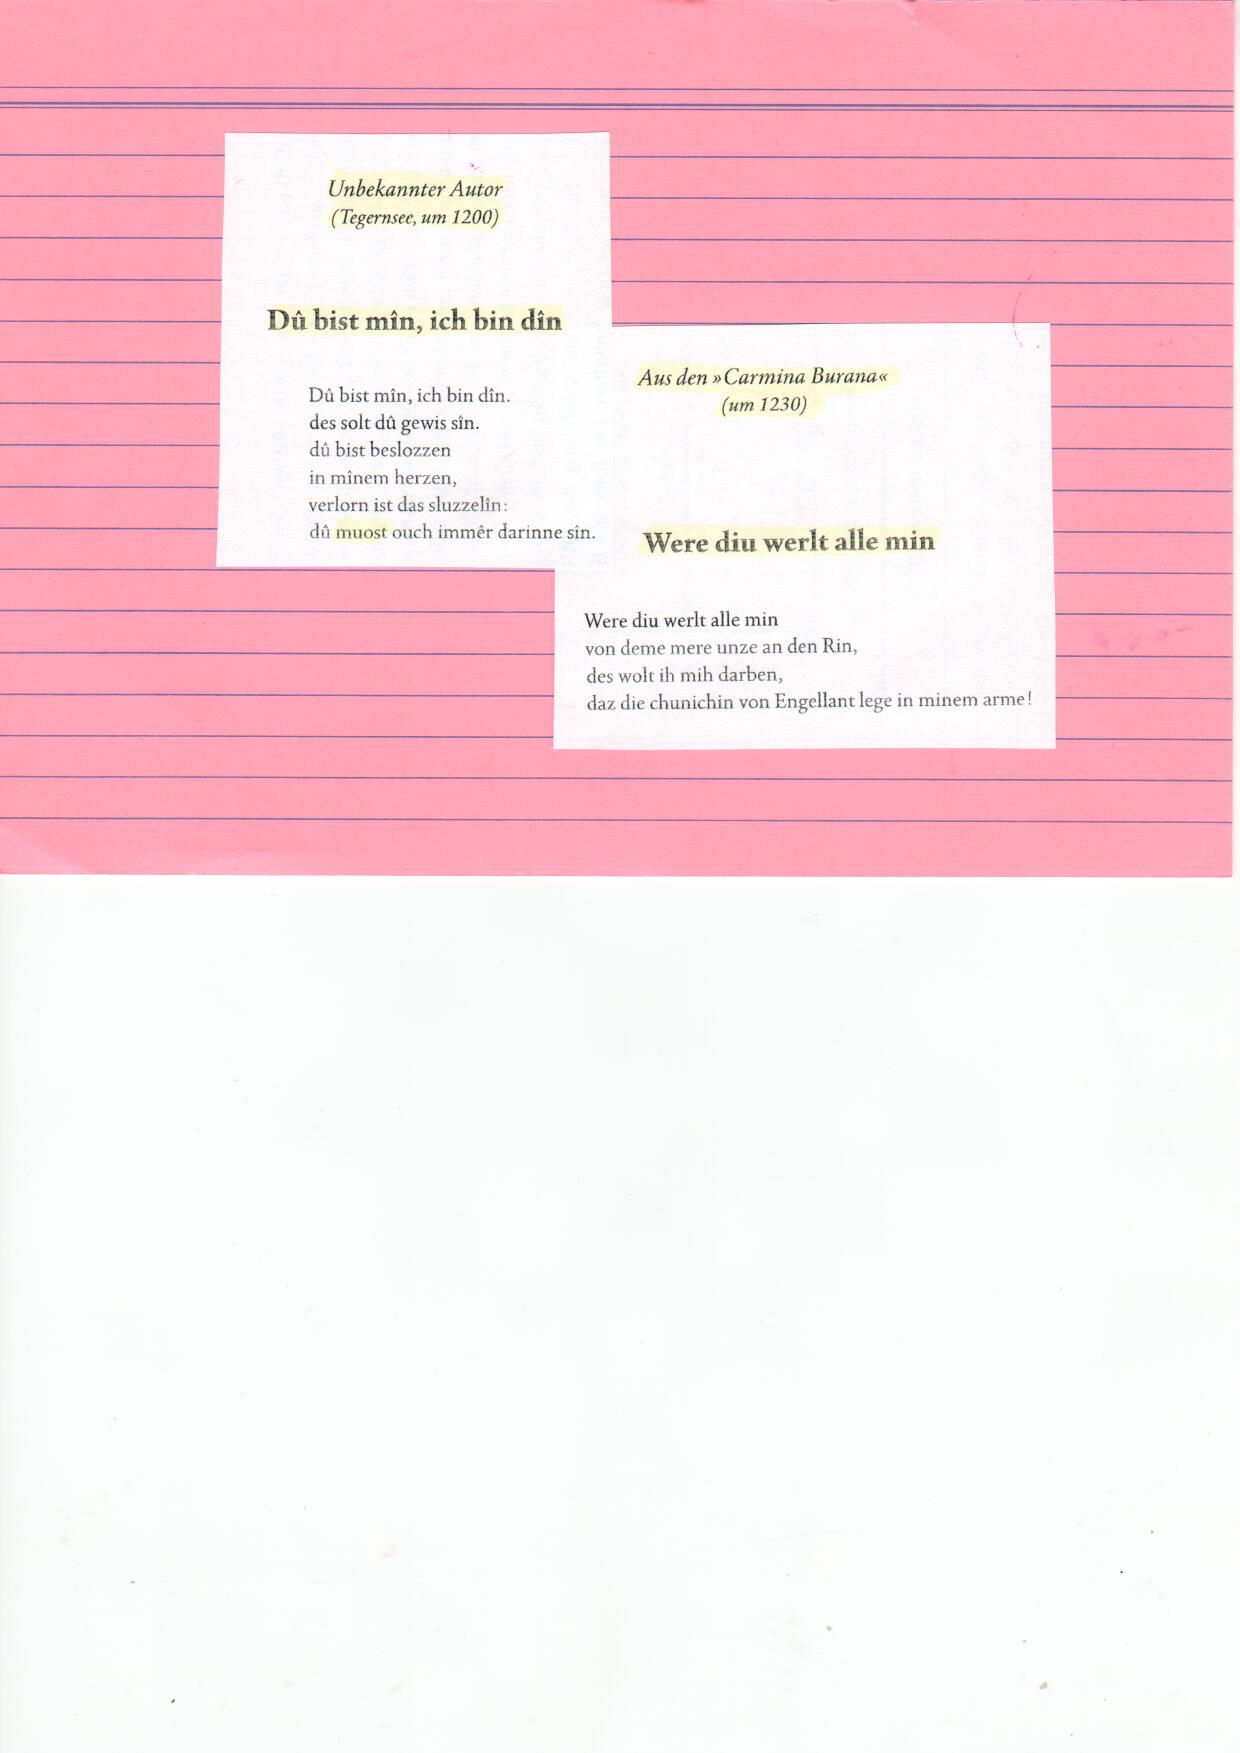 Unbekannter Autor
(Tegernsee, um 1200)
Dû bist mîn, ich bin dîn
Dû bist mîn, ich bin dîn.
des solt dû gewis sîn.
dû bist beslozzen
in mînem herzen,
verlorn ist das sluzzelîn:
dû muost ouch immêr darinne sîn.
Aus den »Carmina Burana«
(um 1230)
Were diu werlt alle min
Were diu werlt alle min
von deme mere unze an den Rin,
des wolt ih mih darben,
daz die chunichin von Engellant lege in minem arme!